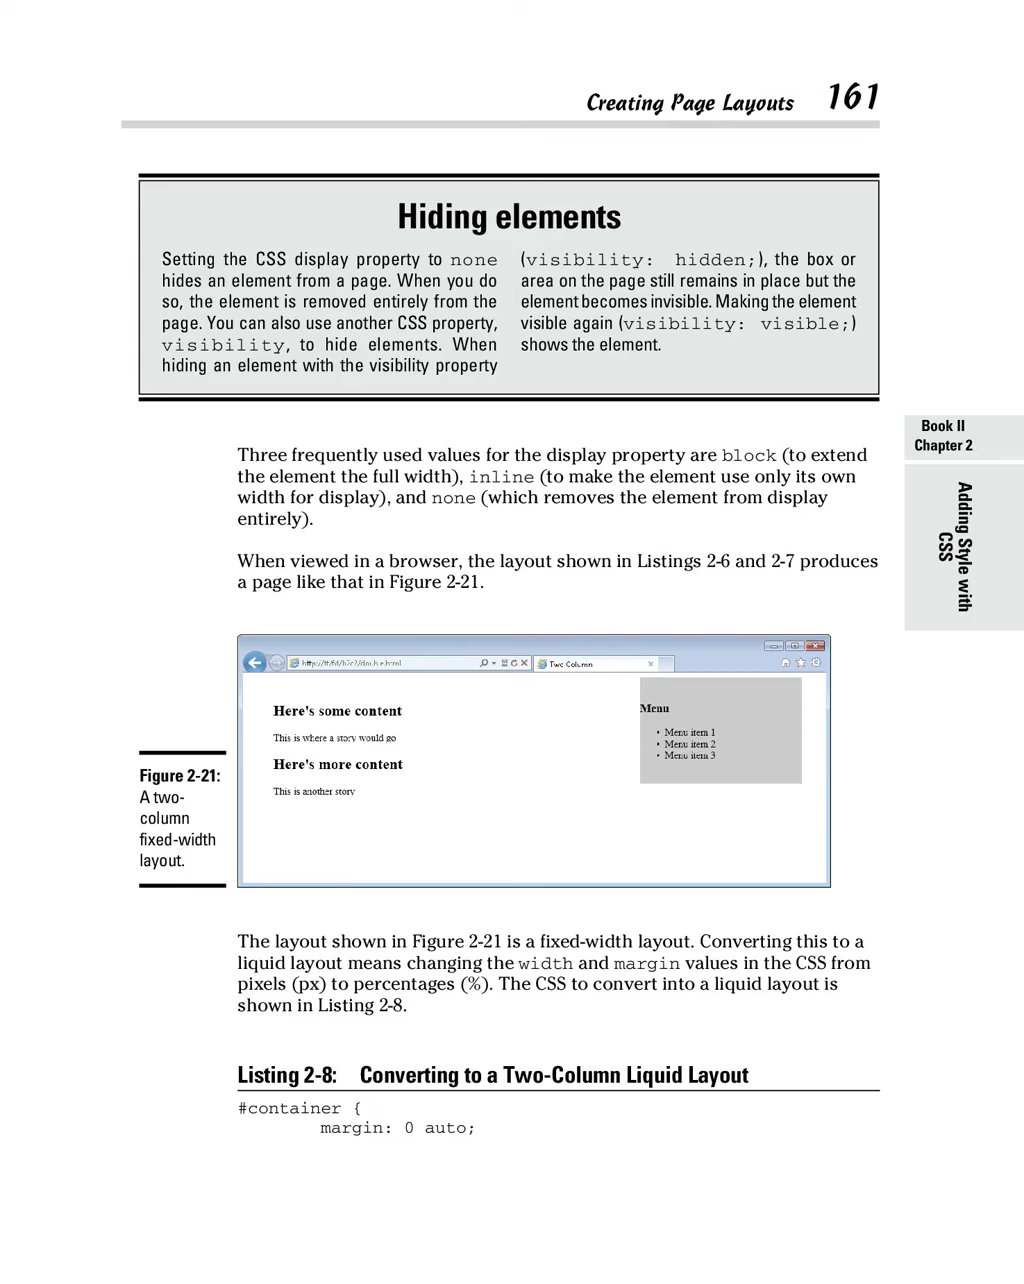 Creating Page Layouts 161
Hiding elements
Setting the CSS display property to none
hides an element from a page. When you do
so, the element is removed entirely from the
page. You can also use another CSS property,
visibility, to hide elements. When
hiding an element with the visibility property
(visibility: hidden;), the box or
area on the page still remains in place but the
element becomes invisible. Making the element
visible again (visibility: visible;)
shows the element.
Book II
Chapter 2
Adding Style with
CSS
Three frequently used values for the display property are block (to extend
the element the full width), inline (to make the element use only its own
width for display), and none (which removes the element from display
entirely).
When viewed in a browser, the layout shown in Listings 2-6 and 2-7 produces
a page like that in Figure 2-21.
Two Column
Here's some content
This is where a story would go
Here's more content
This is another story
Menu
• Menu item 1
• Menu item 2
• Menu item 3
Figure 2-21:
A two-
column
fixed-width
layout.
The layout shown in Figure 2-21 is a fixed-width layout. Converting this to a
liquid layout means changing the width and margin values in the CSS from
pixels (px) to percentages (%). The CSS to convert into a liquid layout is
shown in Listing 2-8.
Listing 2-8: Converting to a Two-Column Liquid Layout
#container {
margin: 0 auto;